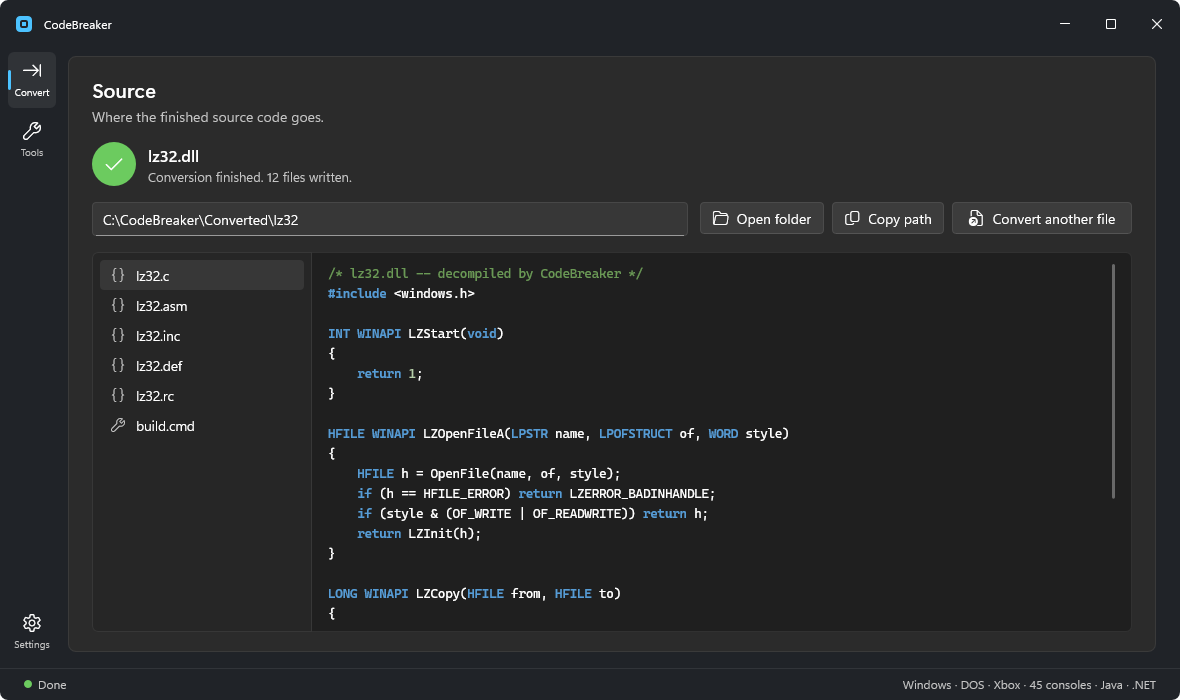 CodeBreaker
Convert
Tools
Source
Where the finished source code goes.
lz32.dll
Conversion finished. 12 files written.
C:\CodeBreaker\Converted\lz32
Open folder
Copy path
Convert another file
lz32.c
lz32.asm
lz32.inc
lz32.def
lz32.rc
build.cmd
/* lz32.dll -- decompiled by CodeBreaker */
#include <windows.h>
INT WINAPI LZStart(void)
{
    return 1;
}
HFILE WINAPI LZOpenFileA(LPSTR name, LPOFSTRUCT of, WORD style)
{
    HFILE h = OpenFile(name, of, style);
    if (h == HFILE_ERROR) return LZERROR_BADINHANDLE;
    if (style & (OF_WRITE | OF_READWRITE)) return h;
    return LZInit(h);
}
LONG WINAPI LZCopy(HFILE from, HFILE to)
{
Settings
Done
Windows · DOS · Xbox · 45 consoles · Java · .NET